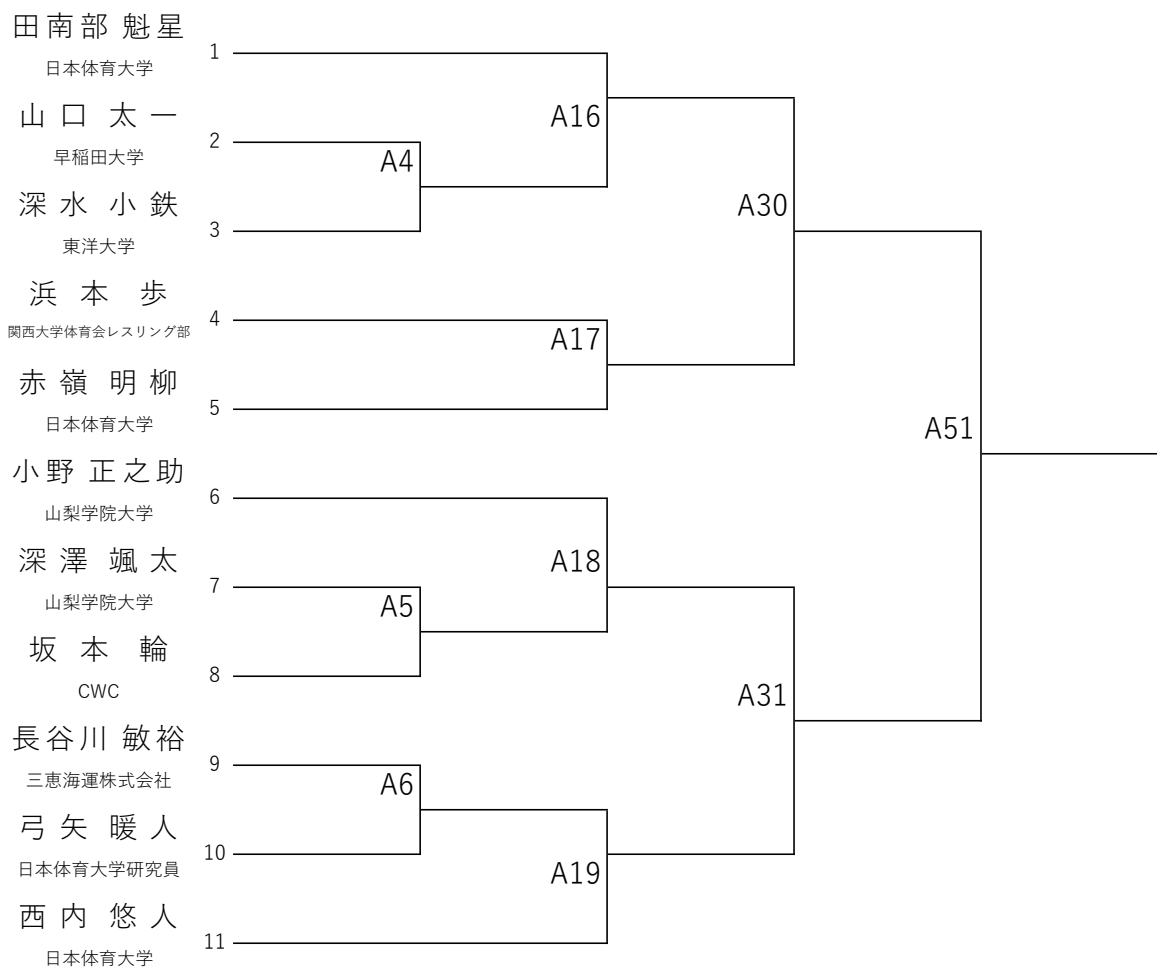 田南部 魁星
1
日本体育大学
A16
山口 太一
2
早稲田大学
A4
深水 小鉄
A30
3
東洋大学
浜本 歩
4
関西大学体育会レスリング部
A17
赤嶺 明柳
5
日本体育大学
A51
小野 正之助
6
山梨学院大学
A18
深澤 颯太
7
山梨学院大学
A5
坂本 輪
8
CWC
A31
長谷川 敏裕
9
三恵海運株式会社
A6
弓矢 暖人
10
日本体育大学研究員
A19
西内 悠人
11
日本体育大学